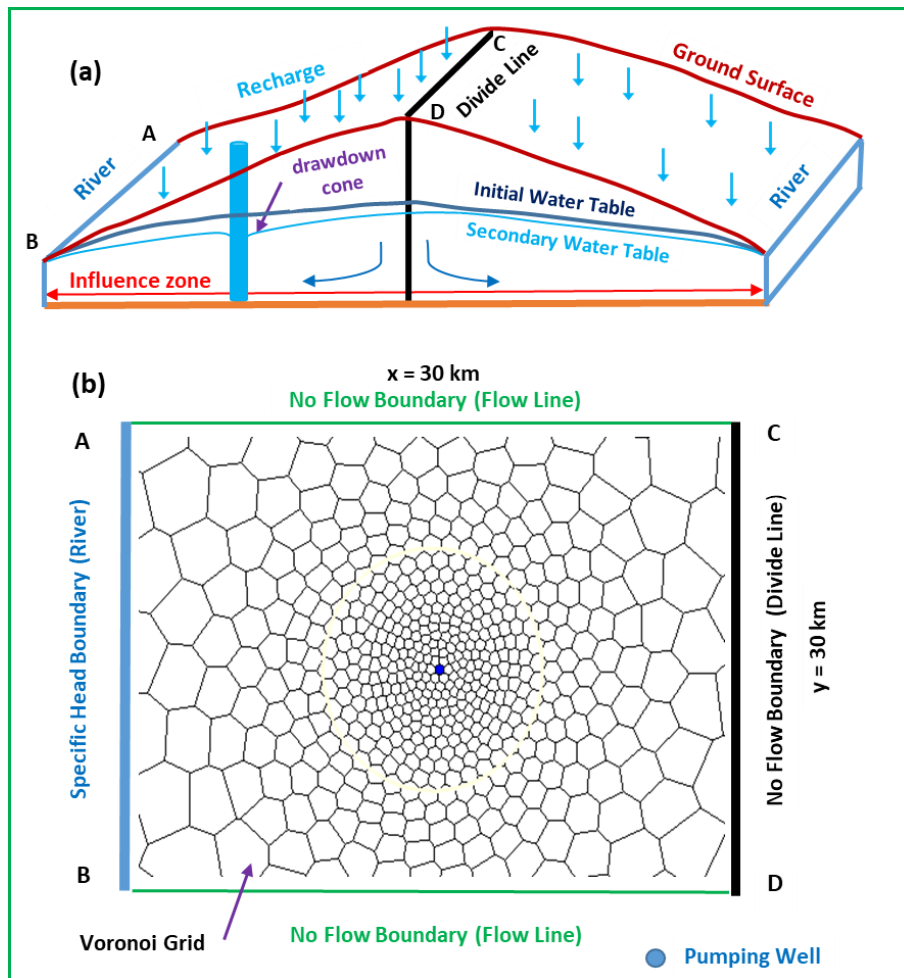 (a)
Recharge
C
Divide Line
Ground Surface
A
D
River
drawdown
cone
River
Initial Water Table
Secondary Water Table
B
Influence zone
(b)
x = 30 km
No Flow Boundary (Flow Line)
A
C
Specific Head Boundary (River)
No Flow Boundary (Divide Line)
y = 30 km
B
D
Voronoi Grid
No Flow Boundary (Flow Line)
Pumping Well